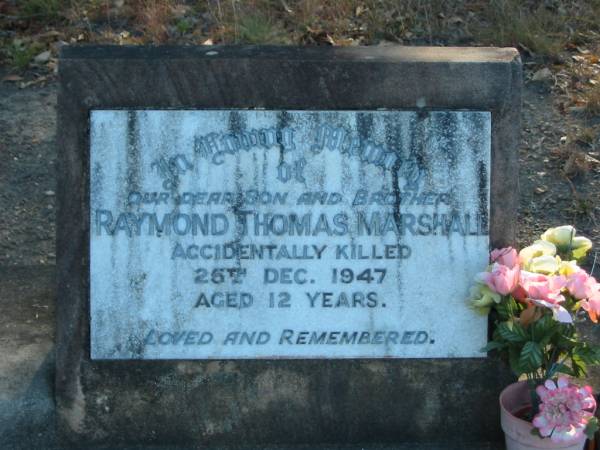 In Loving Memory
of
OUR DEAR SON AND BROTHER
RAYMOND THOMAS MARSHALL
ACCIDENTALLY KILLED
25TH DEC. 1947
AGED 12 YEARS.
LOVED AND REMEMBERED.